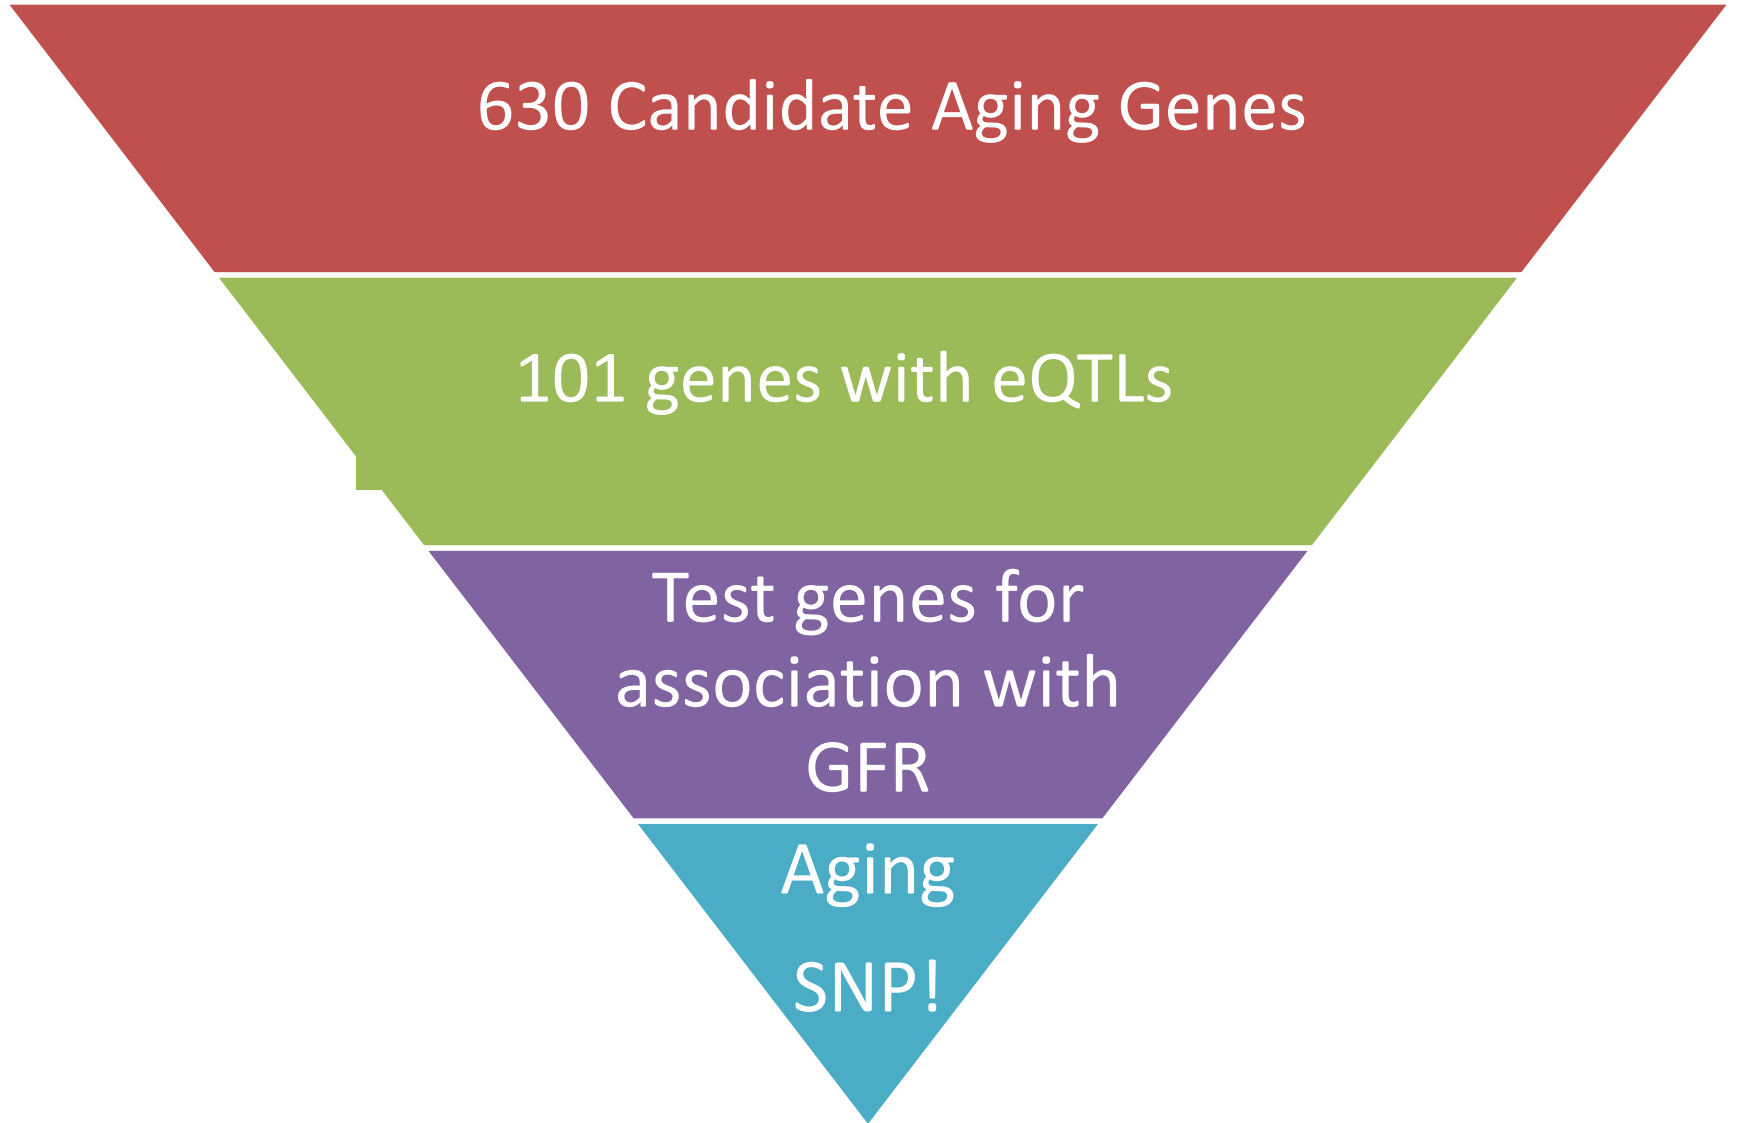 630 Candidate Aging Genes
101 genes with eQTLs
Test genes for
association with
GFR
Aging
SNP!